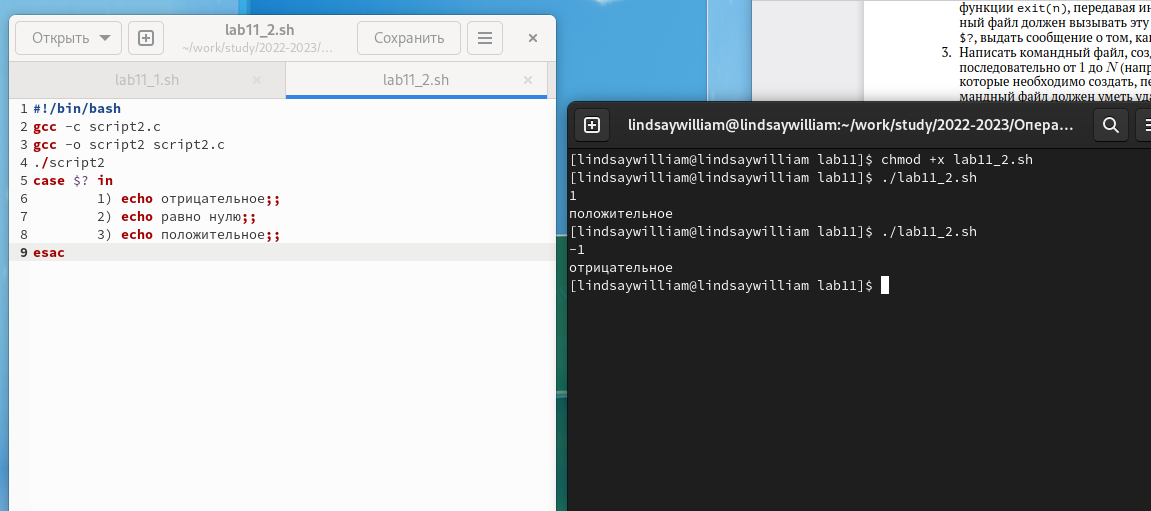 Открыть
lab11_2.sh
~/work/study/2022-2023/…
Сохранить
lab11_1.sh
lab11_2.sh
1 #!/bin/bash
2 gcc -c script2.c
3 gcc -o script2 script2.c
4 ./script2
5 case $? in
6 1) echo отрицательное;;
7 2) echo равно нулю;;
8 3) echo положительное;;
9 esac
функции exit(n), передавая ин
ный файл должен вызывать эту
$?, выдать сообщение о том, ка
3. Написать командный файл, соз
последовательно от 1 до N (напр
которые необходимо создать, пе
мандный файл должен уметь уда
lindsaywilliam@lindsaywilliam:~/work/study/2022-2023/Опера…
[lindsaywilliam@lindsaywilliam lab11]$ chmod +x lab11_2.sh
[lindsaywilliam@lindsaywilliam lab11]$ ./lab11_2.sh
1
положительное
[lindsaywilliam@lindsaywilliam lab11]$ ./lab11_2.sh
-1
отрицательное
[lindsaywilliam@lindsaywilliam lab11]$